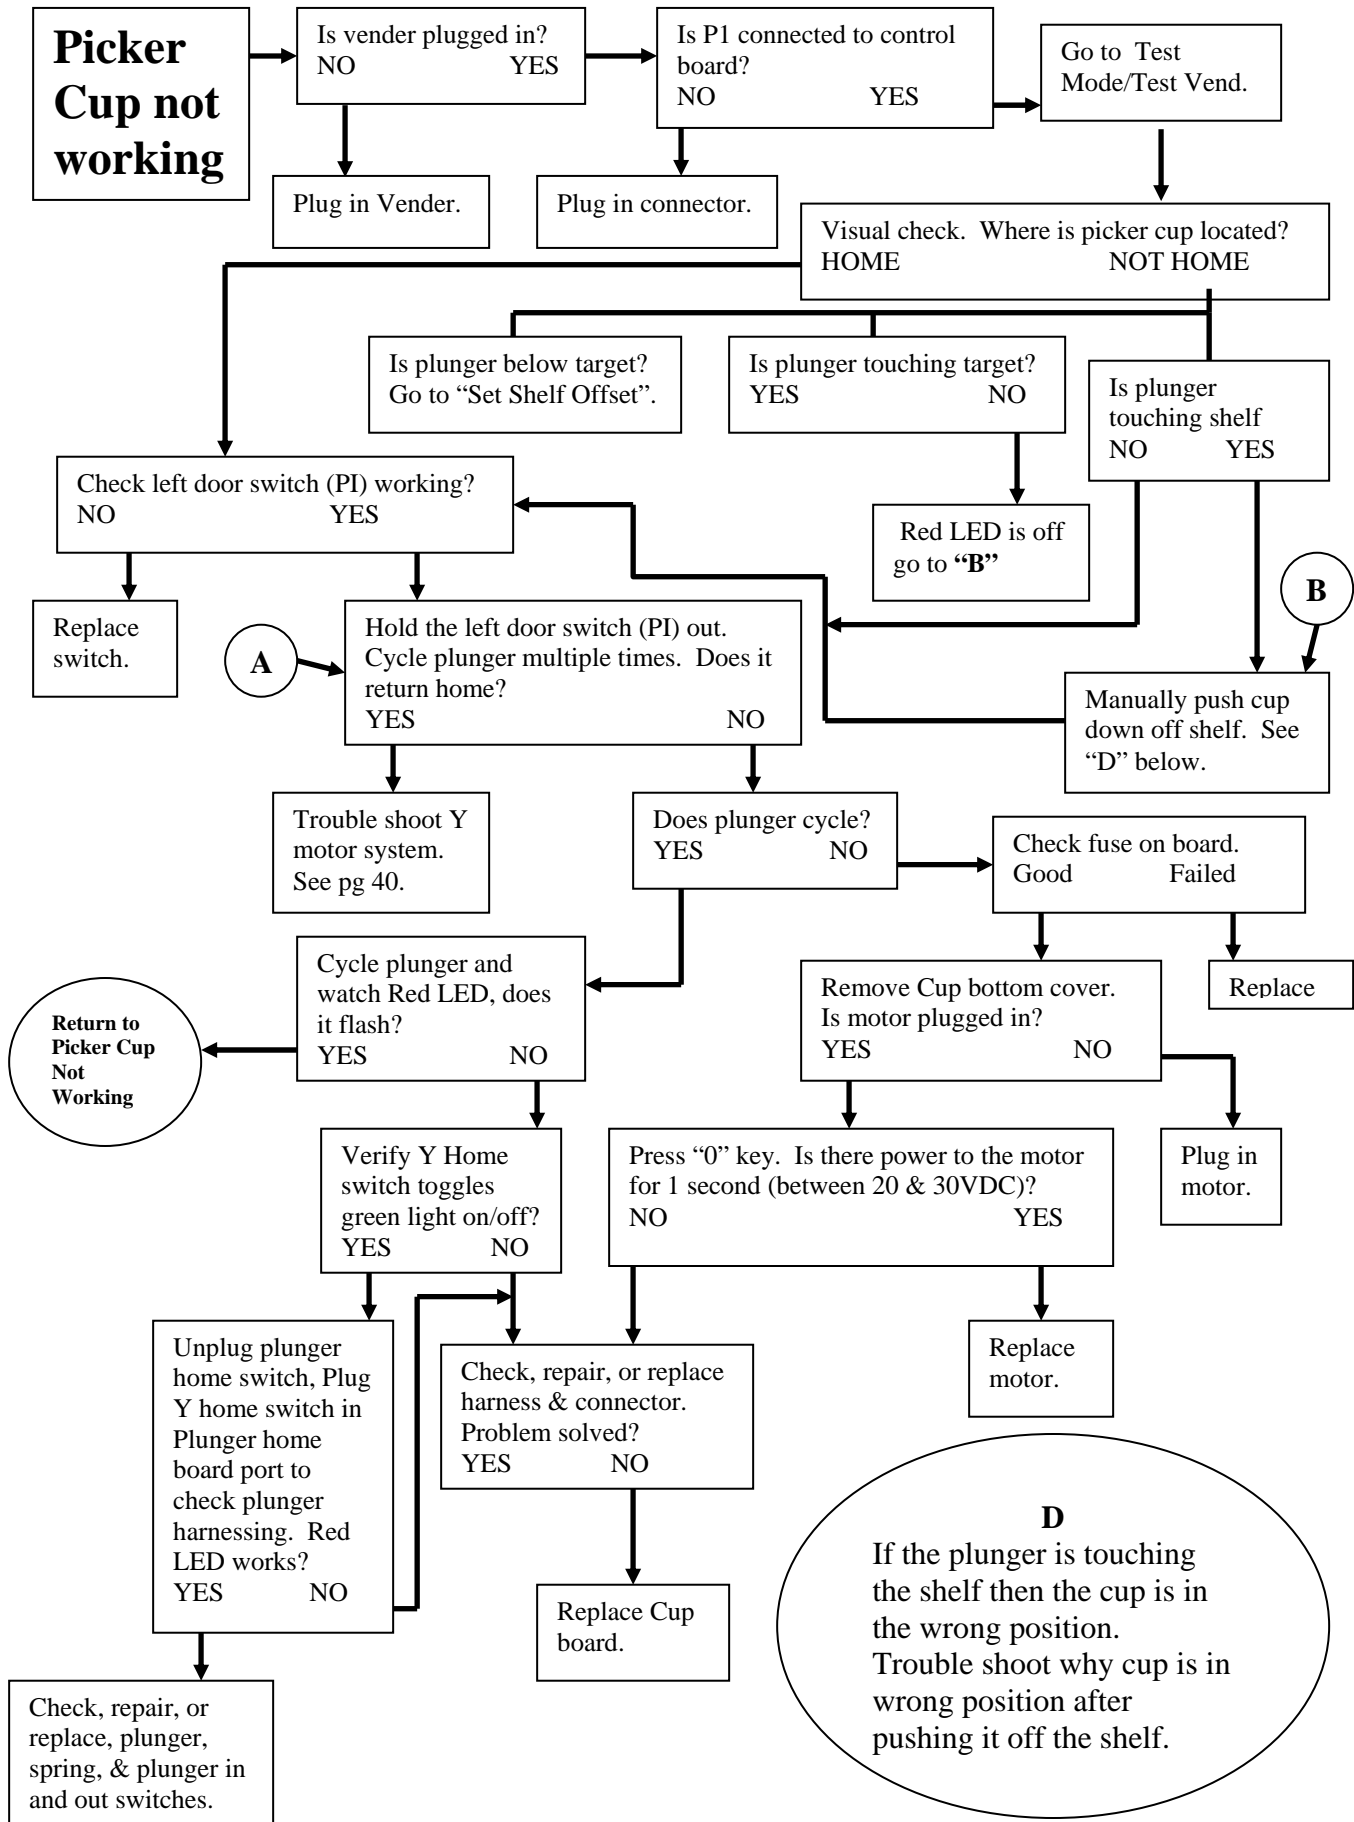 Picker
Cup not
working
Is vender plugged in?
NO YES
Is P1 connected to control
board?
NO YES
Go to Test
Mode/Test Vend.
Plug in Vender.
Plug in connector.
Visual check. Where is picker cup located?
HOME NOT HOME
Is plunger below target?
Go to “Set Shelf Offset”.
Is plunger touching target?
YES NO
Is plunger
touching shelf
NO YES
Check left door switch (PI) working?
NO YES
Red LED is off
go to “B”
B
Replace
switch.
A
Hold the left door switch (PI) out.
Cycle plunger multiple times. Does it
return home?
YES NO
Manually push cup
down off shelf. See
“D” below.
Trouble shoot Y
motor system.
See pg 40.
Does plunger cycle?
YES NO
Check fuse on board.
Good Failed
Cycle plunger and
watch Red LED, does
it flash?
YES NO
Remove Cup bottom cover.
Is motor plugged in?
YES NO
Replace
Return to
Picker Cup
Not
Working
Verify Y Home
switch toggles
green light on/off?
YES NO
Press “0” key. Is there power to the motor
for 1 second (between 20 & 30VDC)?
NO YES
Plug in
motor.
Unplug plunger
home switch, Plug
Y home switch in
Plunger home
board port to
check plunger
harnessing. Red
LED works?
YES NO
Check, repair, or replace
harness & connector.
Problem solved?
YES NO
Replace
motor.
Replace Cup
board.
D
If the plunger is touching
the shelf then the cup is in
the wrong position.
Trouble shoot why cup is in
wrong position after
pushing it off the shelf.
Check, repair, or
replace, plunger,
spring, & plunger in
and out switches.